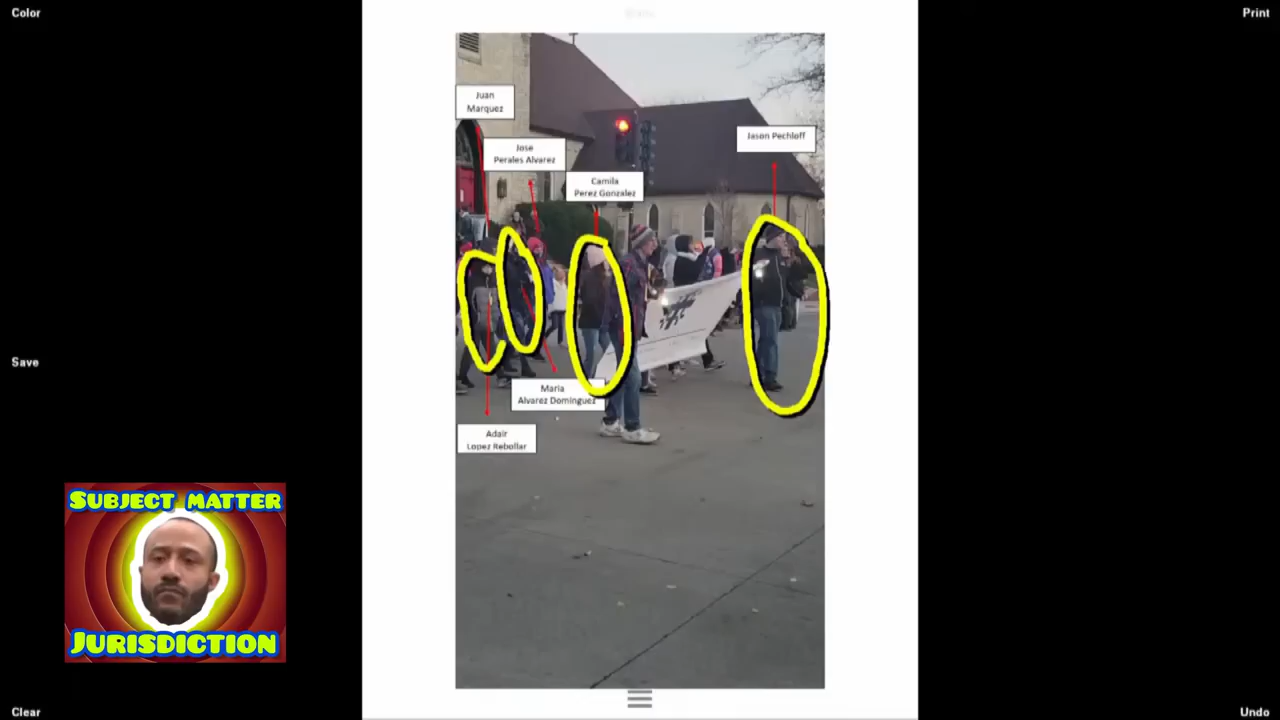 Color
Print
Juan
Marquez
Jose
Perales Alvarez
Jason Pechloff
Camila
Perez Gonzalez
Save
Maria
Alvarez Dominguez
Adair
Lopez Rebollar
SUBJECT MATTER
JURISDICTION
Clear
Undo